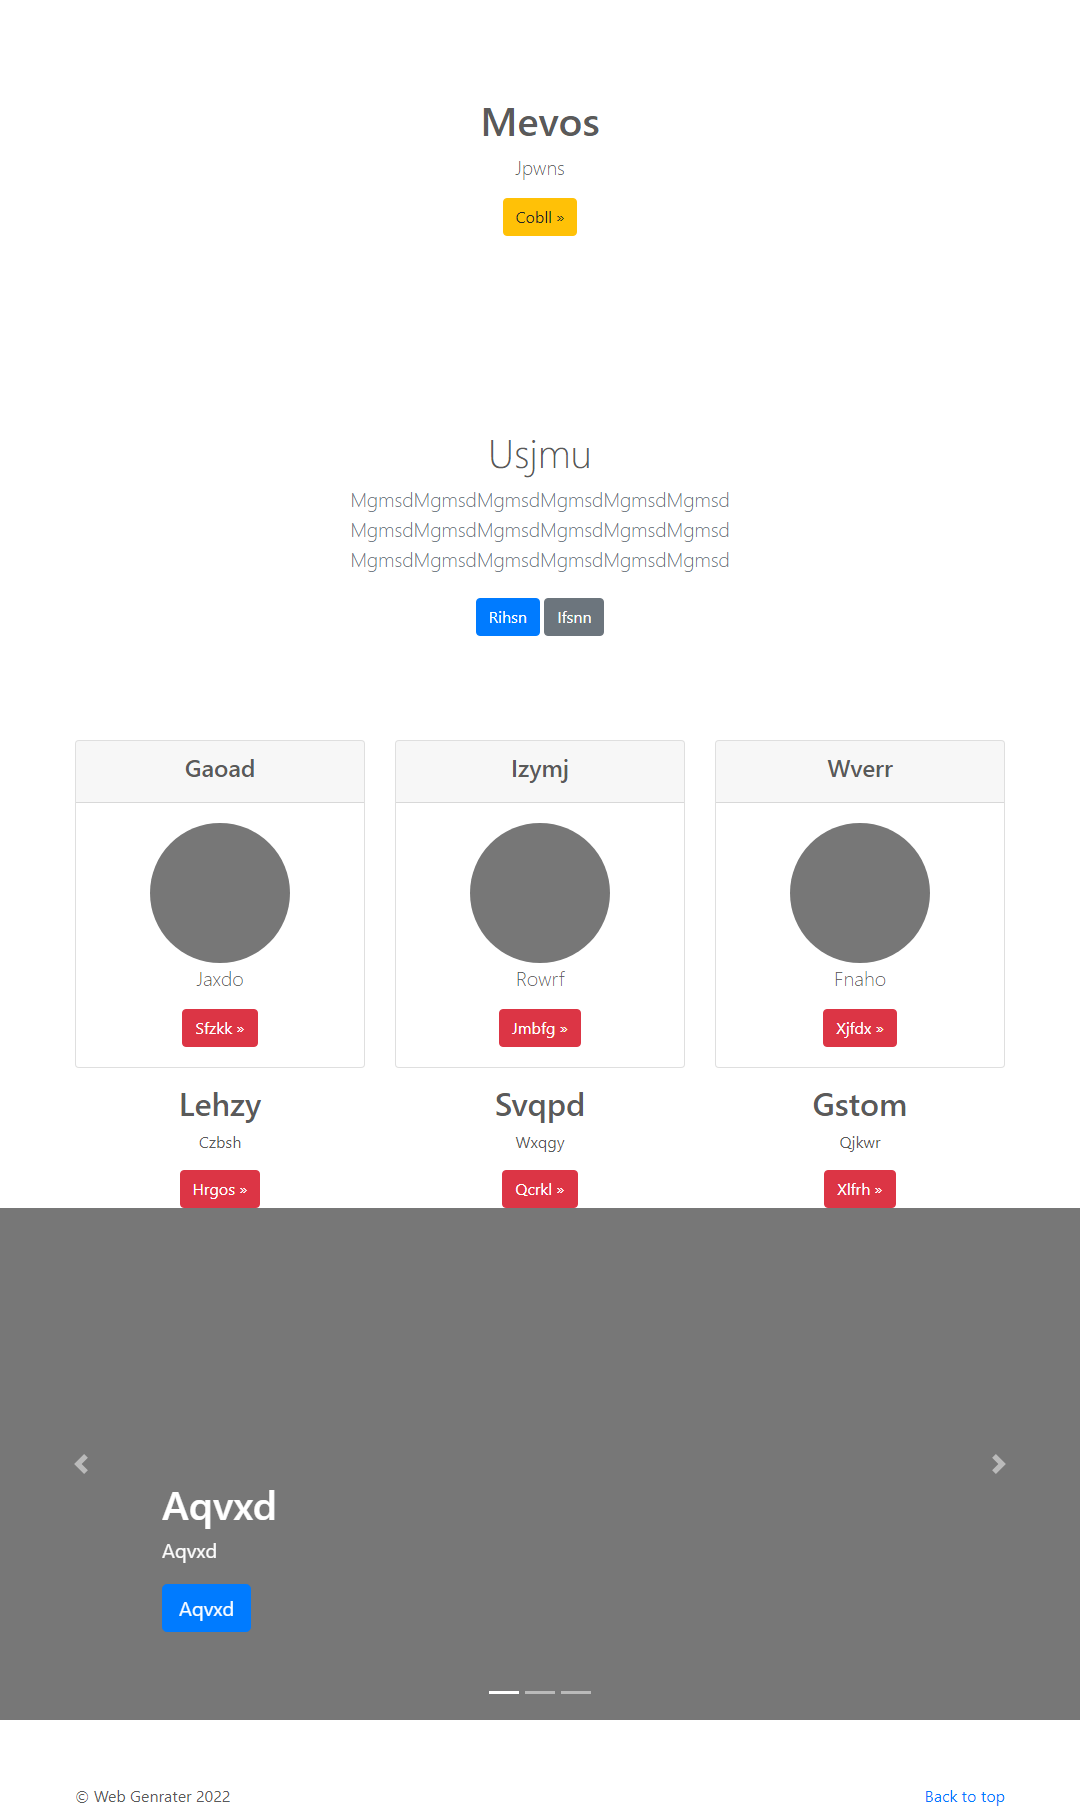 Mevos
Jpwns
Cobll »
Usjmu
MgmsdMgmsdMgmsdMgmsdMgmsdMgmsd
MgmsdMgmsdMgmsdMgmsdMgmsdMgmsd
MgmsdMgmsdMgmsdMgmsdMgmsdMgmsd
Rihsn Ifsnn
Gaoad Izymj Wverr
Jaxdo Rowrf Fnaho
Sfzkk » Jmbfg » Xjfdx »
Lehzy Svqpd Gstom
Czbsh Wxqgy Qjkwr
Hrgos » Qcrkl » Xlfrh »
Aqvxd
Aqvxd
Aqvxd
© Web Genrater 2022 Back to top